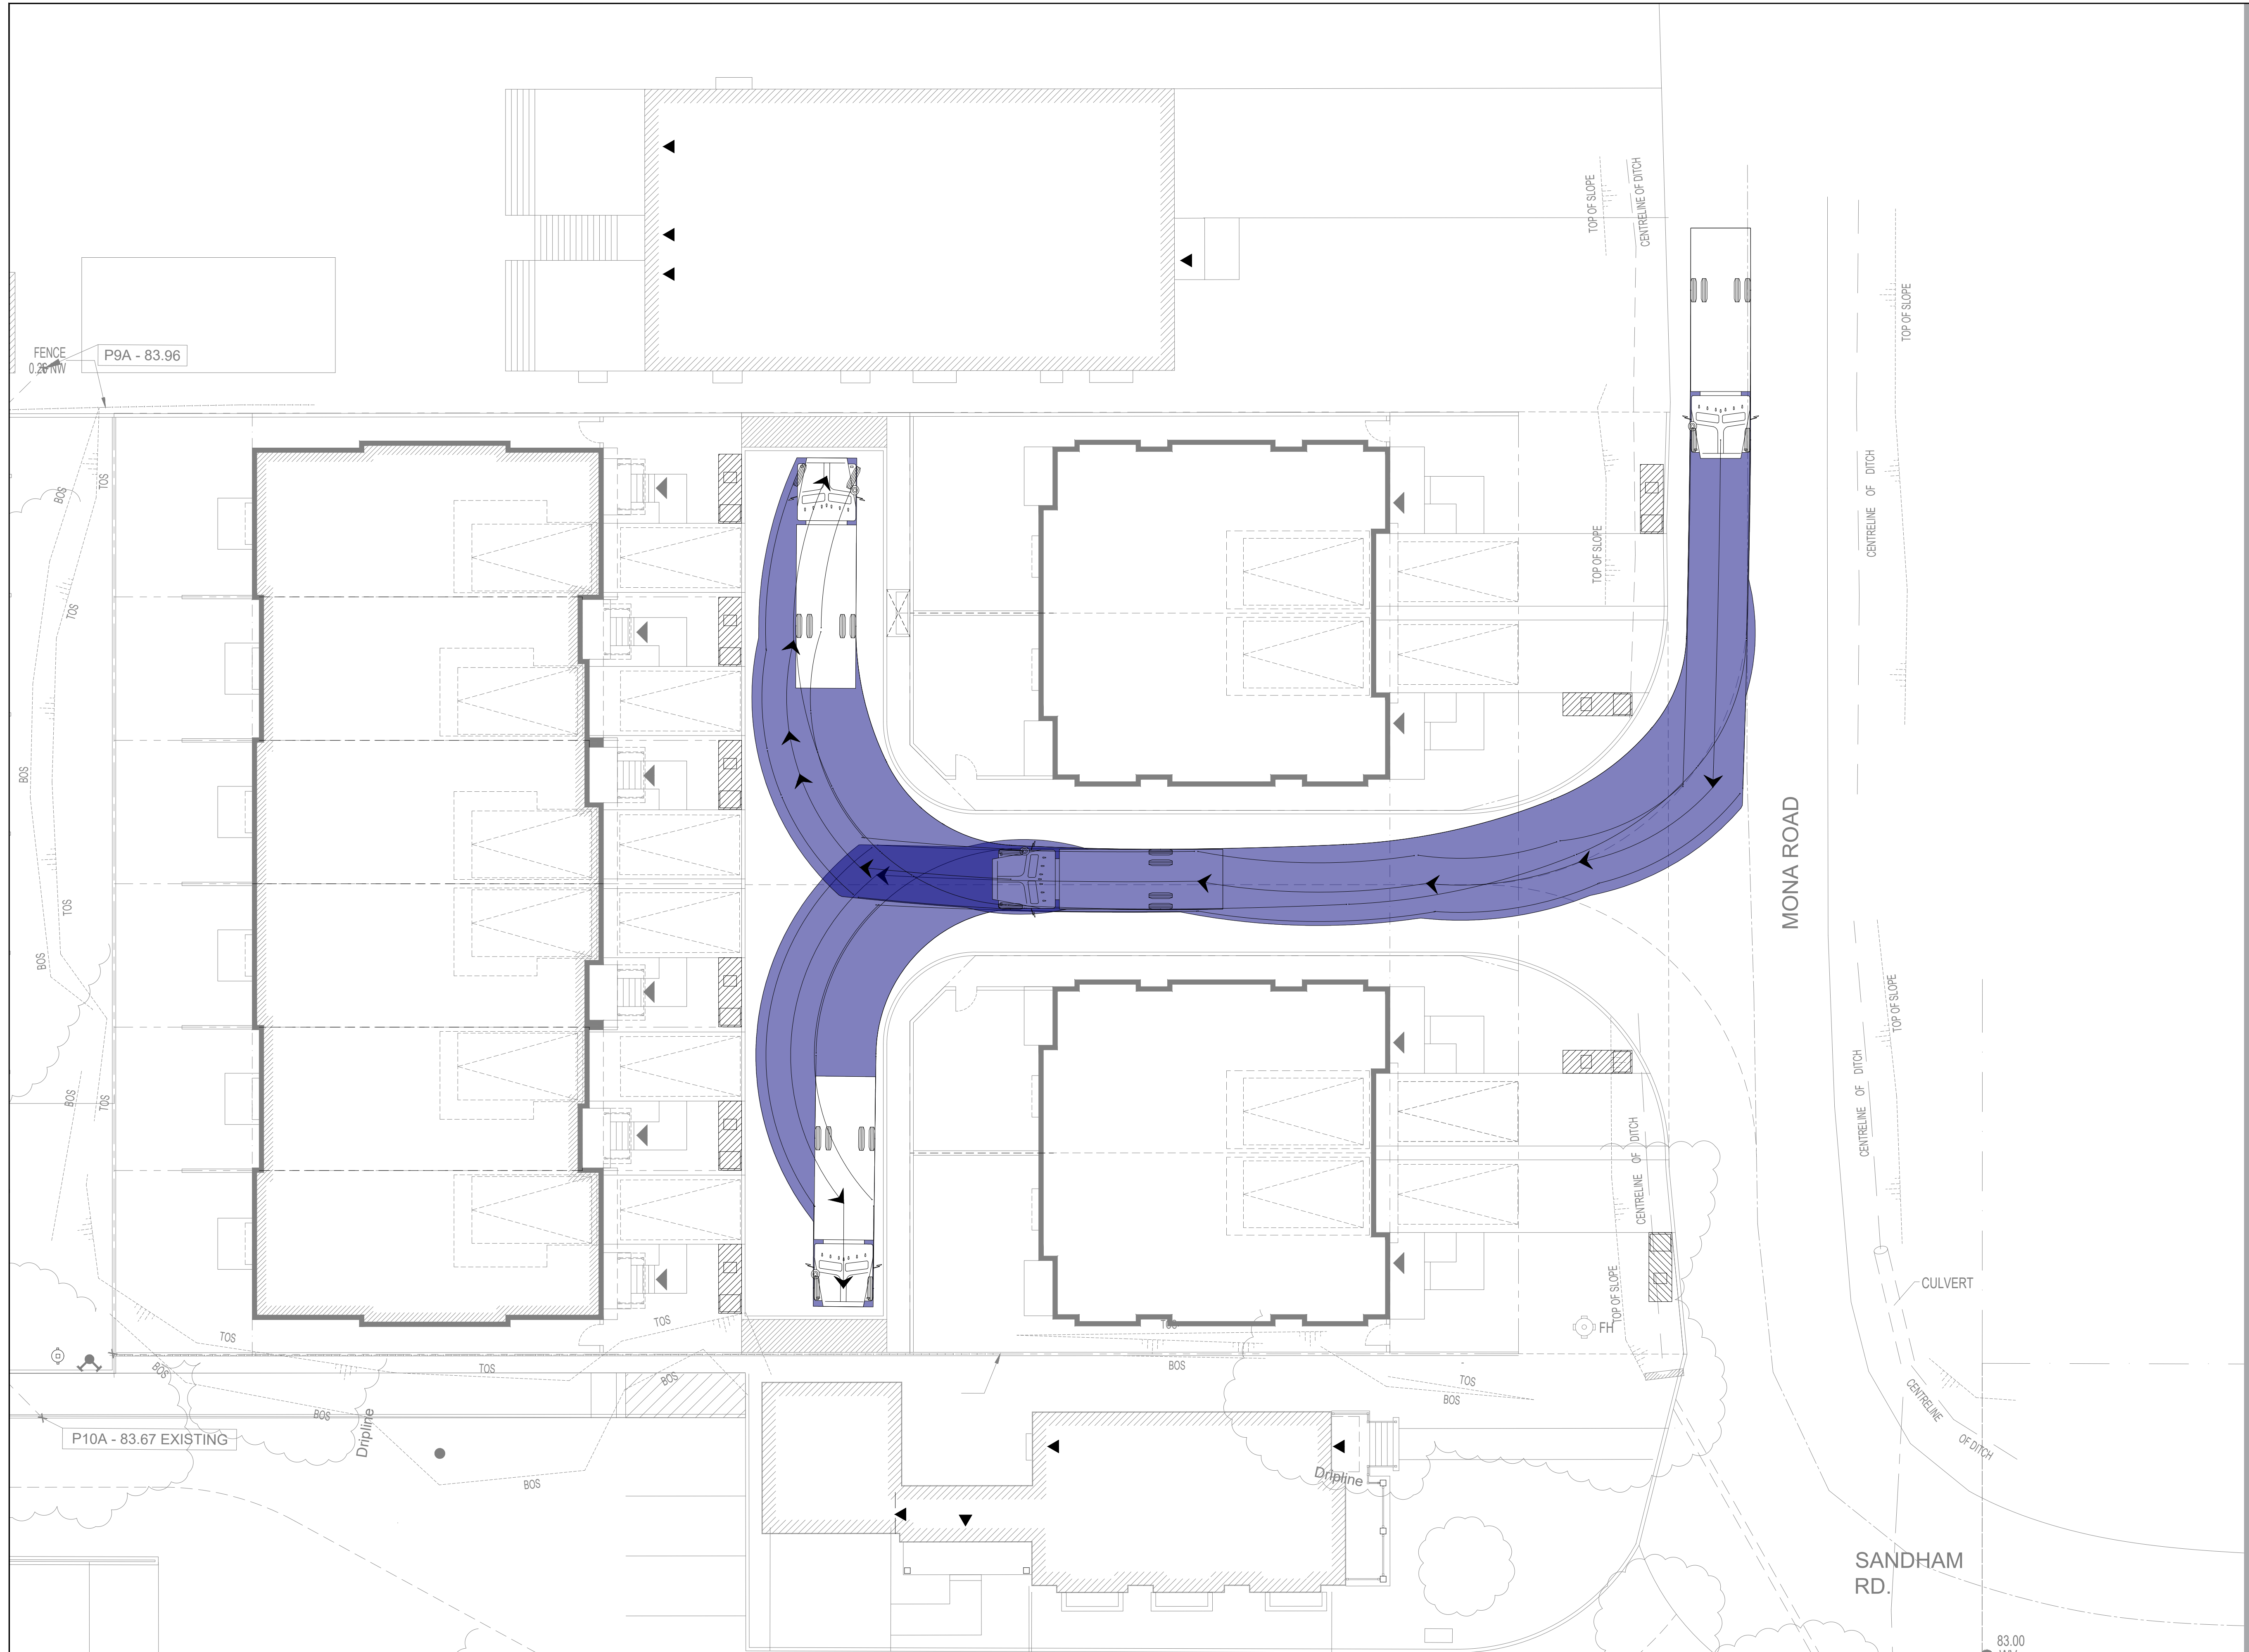 TOP OF SLOPE
CENTRELINE OF DITCH
TOP OF SLOPE
FENCE
0.26 NW
P9A - 83.96
CENTRELINE OF DITCH
TOP OF SLOPE
BOS
TOS
TOS
BOS
TOS
BOS
BOS
TOS
MONA ROAD
TOP OF SLOPE
CENTRELINE OF DITCH
CENTRELINE OF DITCH
TOP OF SLOPE
CULVERT
FH
TOS
TOS
TOS
BOS
TOS
BOS
BOS
TOS
BOS
BOS
Dripline
P10A - 83.67 EXISTING
BOS
Dripline
CENTRELINE
OF DITCH
SANDHAM
RD.
83.00